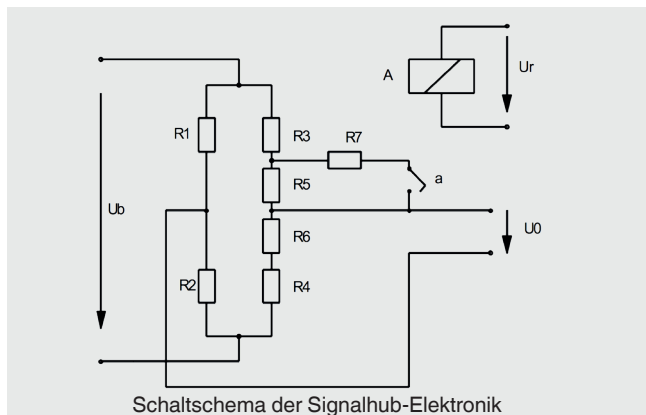 A
Ur
R1
R3
R7
R5
a
Ub
R6
U0
R2
R4
Schaltschema der Signalhub-Elektronik